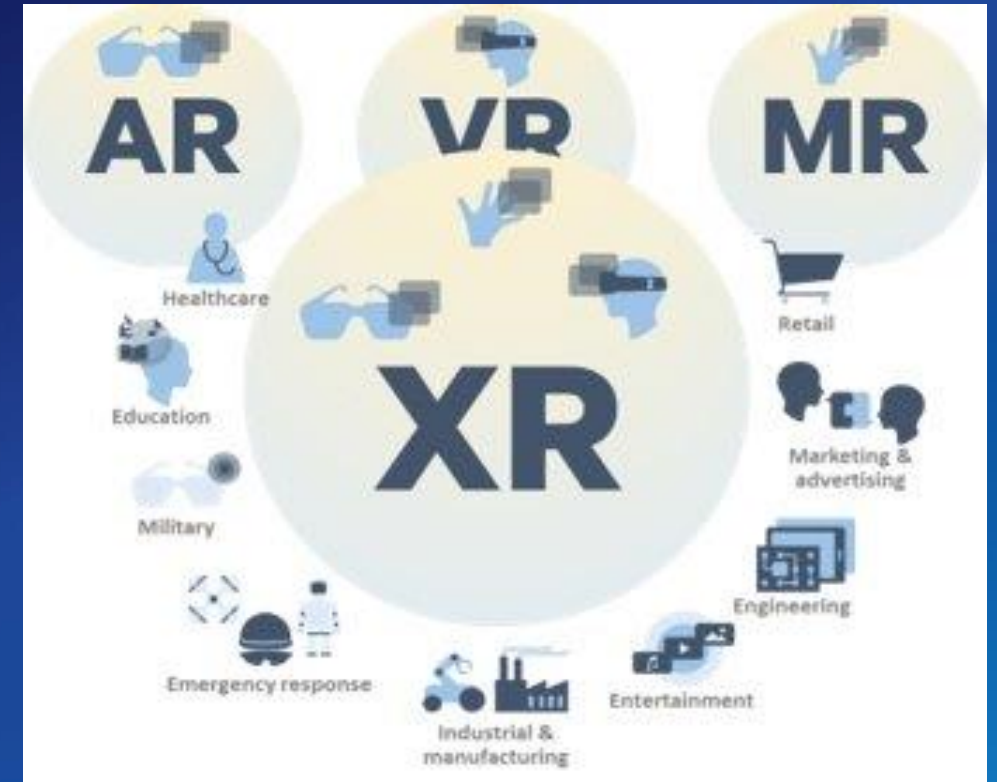 AR
VR
MR
XR
Healthcare
Education
Military
Emergency response
Industrial &
manufacturing
Entertainment
Engineering
Marketing &
advertising
Retail